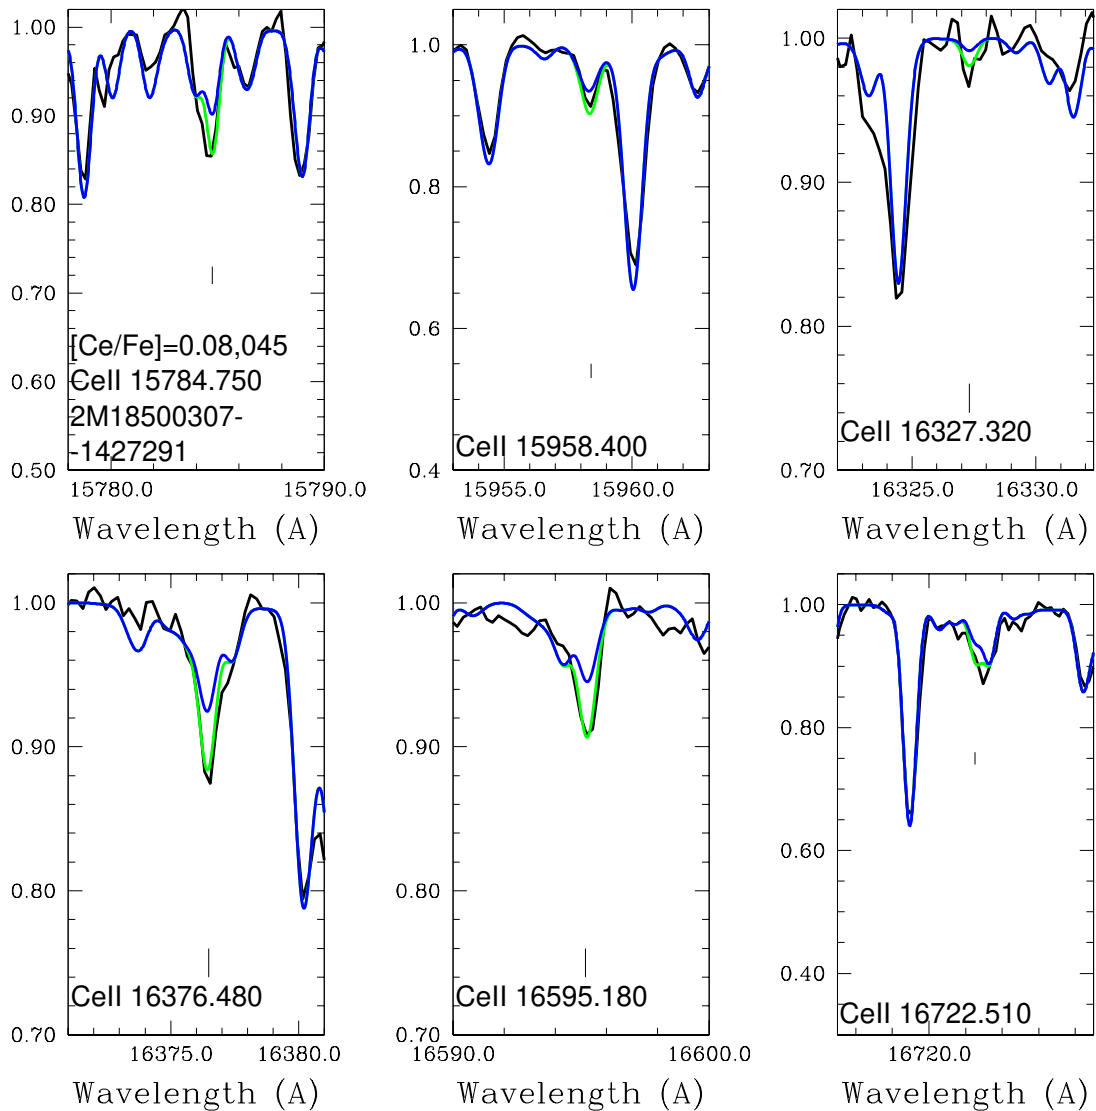 1.00
0.90
0.80
0.70
0.60
0.50
[Ce/Fe]=0.08,045
CeII 15784.750
2M18500307-
-1427291
15780.0 15790.0
Wavelength (A)
1.0
0.8
0.6
0.4
CeII 15958.400
15955.0 15960.0
Wavelength (A)
1.00
0.90
0.80
0.70
CeII 16327.320
16325.0 16330.0
Wavelength (A)
1.00
0.90
0.80
0.70
CeII 16376.480
16375.0 16380.0
Wavelength (A)
1.00
0.90
0.80
0.70
CeII 16595.180
16590.0 16600.0
Wavelength (A)
1.00
0.90
0.80
0.60
0.40
CeII 16722.510
16720.0
Wavelength (A)